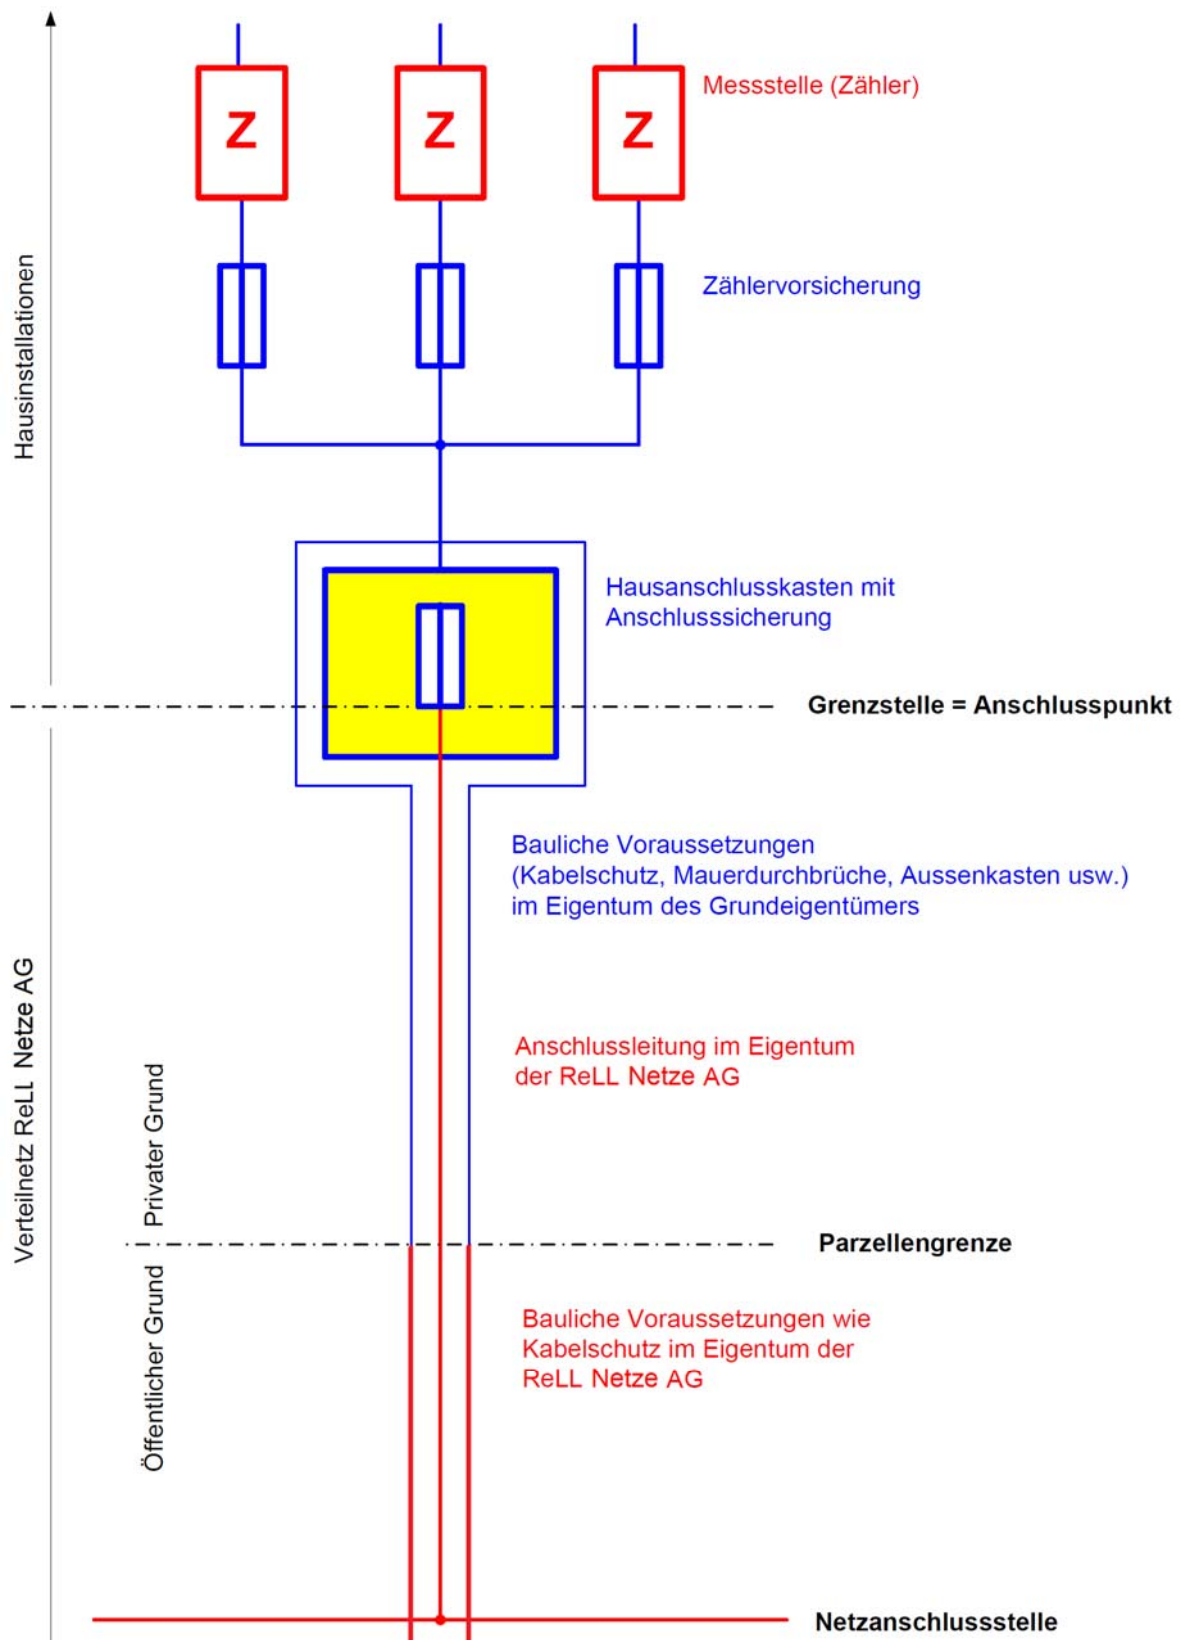 Z
Z
Z
Messstelle (Zähler)
Zählervorsicherung
Hausinstallationen
Hausanschlusskasten mit
Anschlusssicherung
Grenzstelle = Anschlusspunkt
Bauliche Voraussetzungen
(Kabelschutz, Mauerdurchbrüche, Aussenkasten usw.)
im Eigentum des Grundeigentümers
Anschlussleitung im Eigentum
der ReLL Netze AG
Verteilnetz ReLL Netze AG
Privater Grund
Parzellengrenze
Öffentlicher Grund
Bauliche Voraussetzungen wie
Kabelschutz im Eigentum der
ReLL Netze AG
Netzanschlussstelle